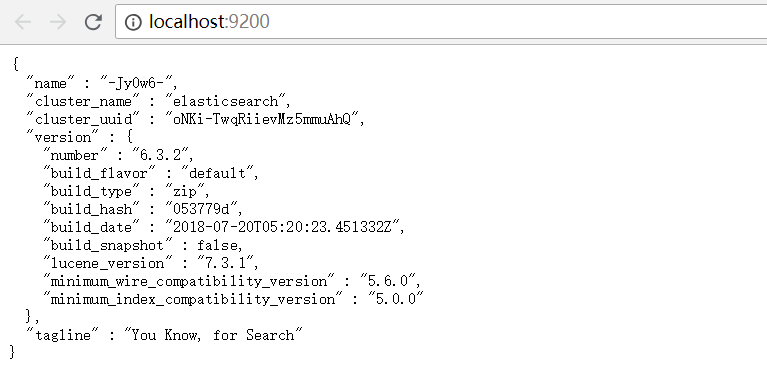 localhost:9200
{
"name" : "-Jy0w6-",
"cluster_name" : "elasticsearch",
"cluster_uuid" : "oNKi-TwqRiievMz5mmuAhQ",
"version" : {
"number" : "6.3.2",
"build_flavor" : "default",
"build_type" : "zip",
"build_hash" : "053779d",
"build_date" : "2018-07-20T05:20:23.451332Z",
"build_snapshot" : false,
"lucene_version" : "7.3.1",
"minimum_wire_compatibility_version" : "5.6.0",
"minimum_index_compatibility_version" : "5.0.0"
},
"tagline" : "You Know, for Search"
}